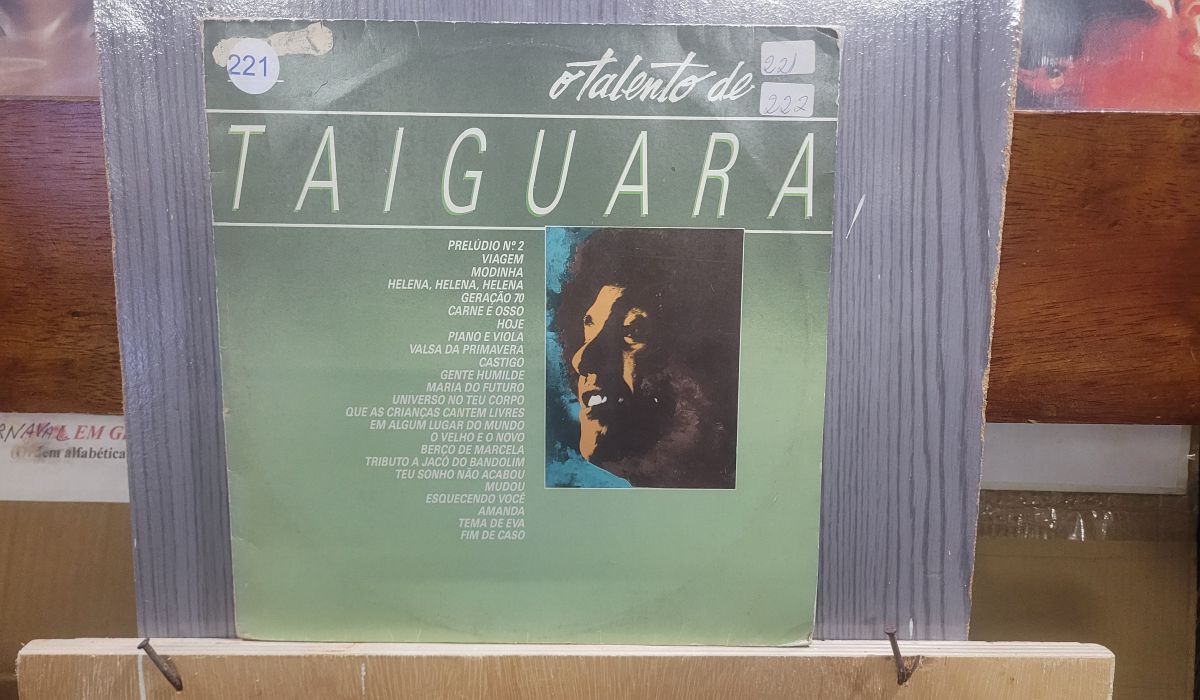 221
o talento de
221
222
TAIGUARA
PRELÚDIO Nº 2
VIAGEM
MODINHA
HELENA, HELENA, HELENA
GERAÇÃO 70
CARNE E OSSO
HOJE
PIANO E VIOLA
VALSA DA PRIMAVERA
CASTIGO
GENTE HUMILDE
MARIA DO FUTURO
UNIVERSO NO TEU CORPO
QUE AS CRIANÇAS CANTEM LIVRES
EM ALGUM LUGAR DO MUNDO
O VELHO E O NOVO
BERÇO DE MARCELA
TRIBUTO A JACÓ DO BANDOLIM
TEU SONHO NÃO ACABOU
MUDOU
ESQUECENDO VOCÊ
AMANDA
TEMA DE EVA
FIM DE CASO
EM
alfabética